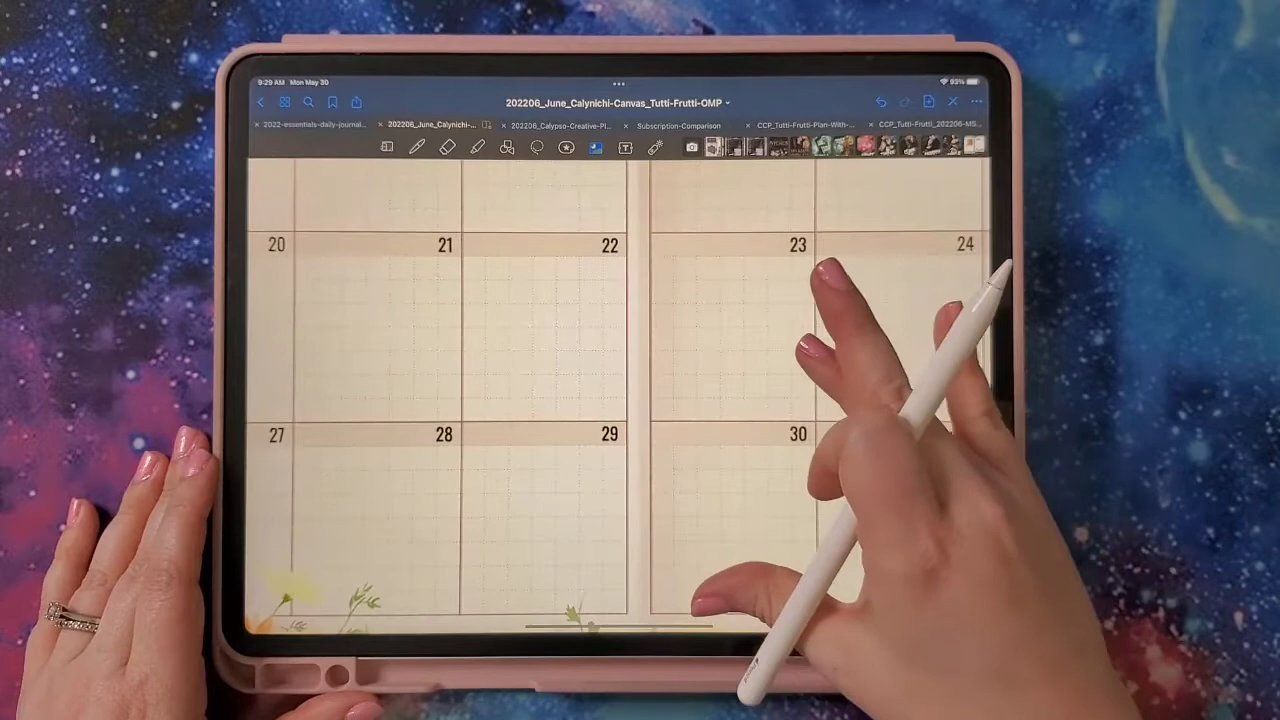 9:29 AM Mon May 30
93%
202206_June_Calynichi-Canvas_Tutti-Frutti-OMP
2022-essentials-daily-journal...
202206_June_Calynichi-...
202206_Calypso-Creative-Pl...
Subscription-Comparison
CCP_Tutti-Frutti-Plan-With-...
CCP_Tutti-Frutti_202206-MS...
20 21 22 23 24
27 28 29 30